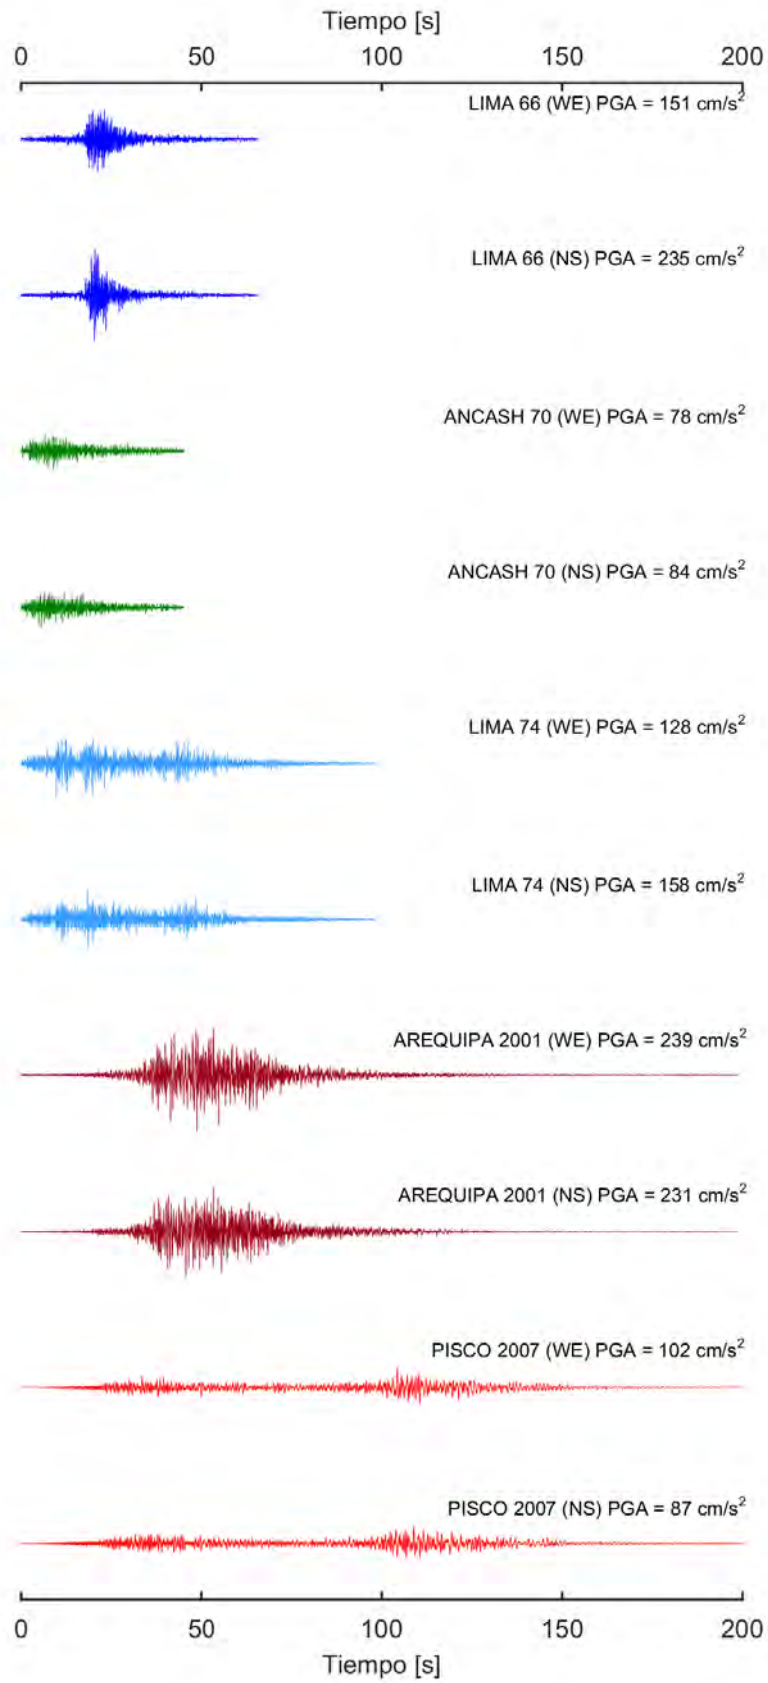 Tiempo [s]
0 50 100 150 200
LIMA 66 (WE) PGA = 151 cm/s²
LIMA 66 (NS) PGA = 235 cm/s²
ANCASH 70 (WE) PGA = 78 cm/s²
ANCASH 70 (NS) PGA = 84 cm/s²
LIMA 74 (WE) PGA = 128 cm/s²
LIMA 74 (NS) PGA = 158 cm/s²
AREQUIPA 2001 (WE) PGA = 239 cm/s²
AREQUIPA 2001 (NS) PGA = 231 cm/s²
PISCO 2007 (WE) PGA = 102 cm/s²
PISCO 2007 (NS) PGA = 87 cm/s²
0 50 100 150 200
Tiempo [s]